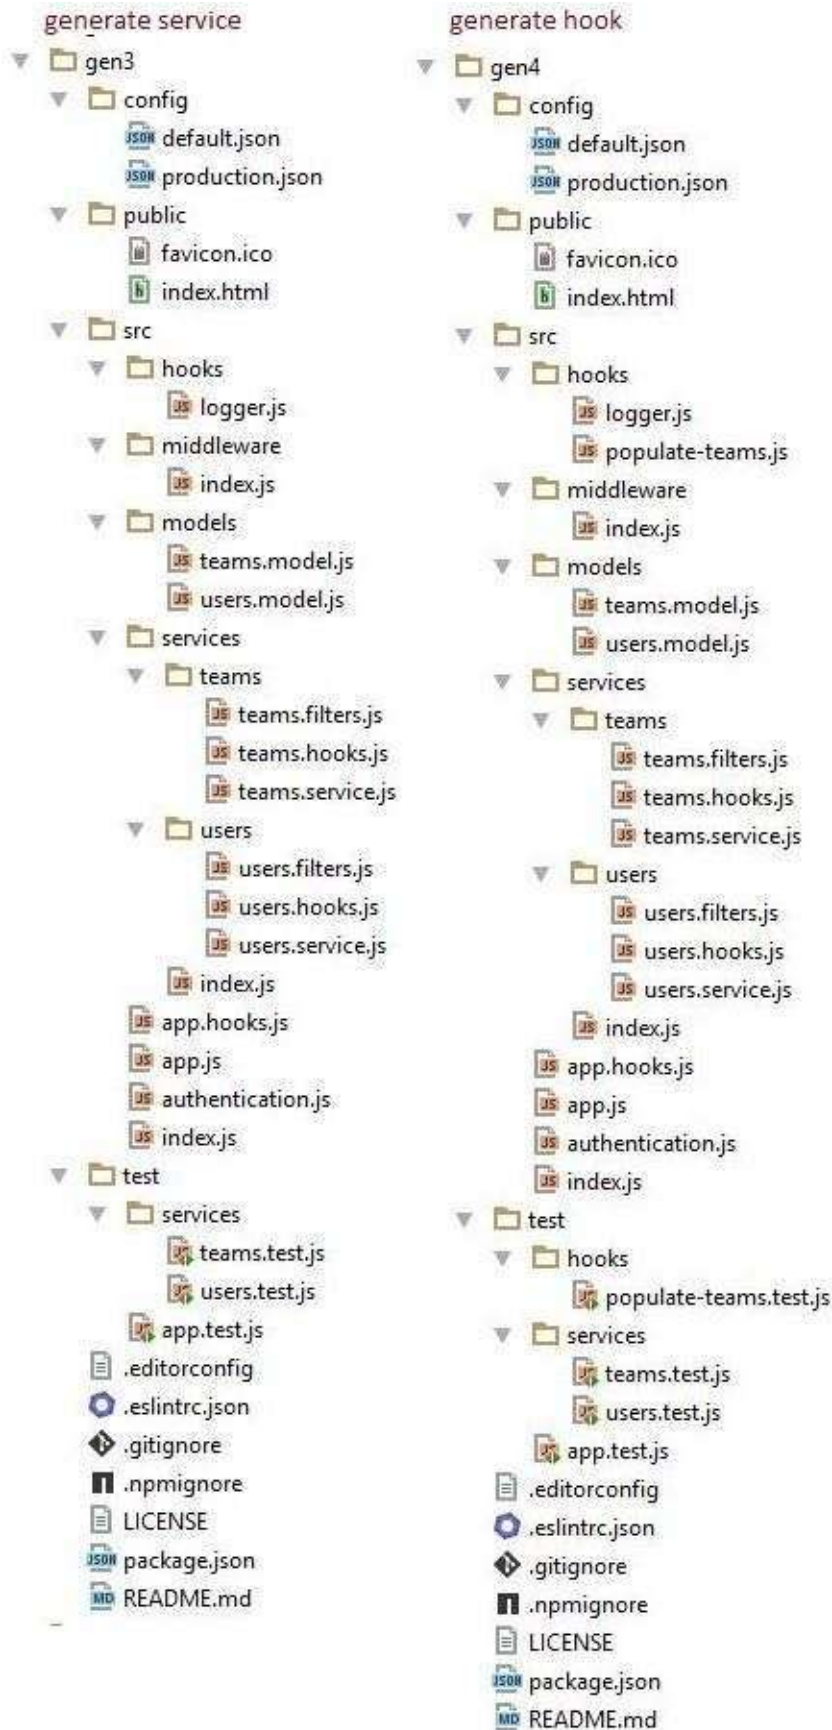 generate service
gen3
config
default.json
production.json
public
favicon.ico
index.html
src
hooks
logger.js
middleware
index.js
models
teams.model.js
users.model.js
services
teams
teams.filters.js
teams.hooks.js
teams.service.js
users
users.filters.js
users.hooks.js
users.service.js
index.js
app.hooks.js
app.js
authentication.js
index.js
test
services
teams.test.js
users.test.js
app.test.js
.editorconfig
.eslintrc.json
.gitignore
.npmignore
LICENSE
package.json
README.md
generate hook
gen4
config
default.json
production.json
public
favicon.ico
index.html
src
hooks
logger.js
populate-teams.js
middleware
index.js
models
teams.model.js
users.model.js
services
teams
teams.filters.js
teams.hooks.js
teams.service.js
users
users.filters.js
users.hooks.js
users.service.js
index.js
app.hooks.js
app.js
authentication.js
index.js
test
hooks
populate-teams.test.js
services
teams.test.js
users.test.js
app.test.js
.editorconfig
.eslintrc.json
.gitignore
.npmignore
LICENSE
package.json
README.md